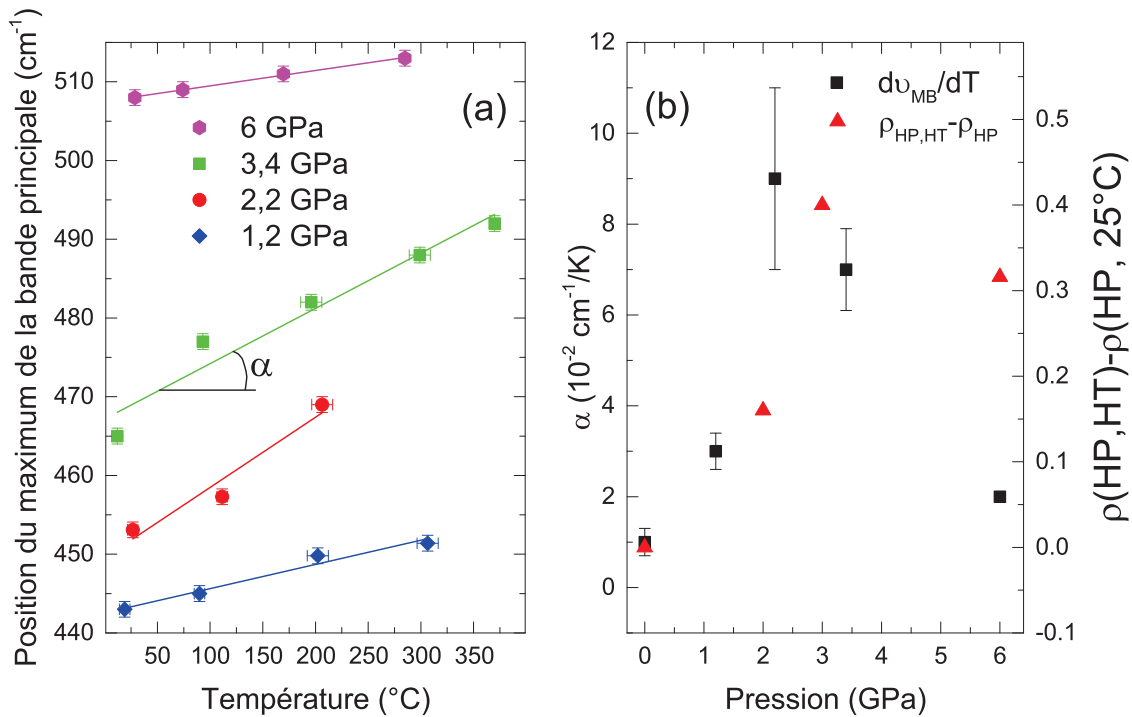 Position du maximum de la bande principale (cm⁻¹)
510
500
490
480
470
460
450
440
(a)
6 GPa
3,4 GPa
2,2 GPa
1,2 GPa
α
50 100 150 200 250 300 350
Température (°C)
α (10⁻² cm⁻¹/K)
12
10
8
6
4
2
0
(b)
dυMB/dT
ρHP,HT-ρHP
0 1 2 3 4 5 6
Pression (GPa)
0.5
0.4
0.3
0.2
0.1
0.0
-0.1
ρ(HP,HT)-ρ(HP, 25°C)